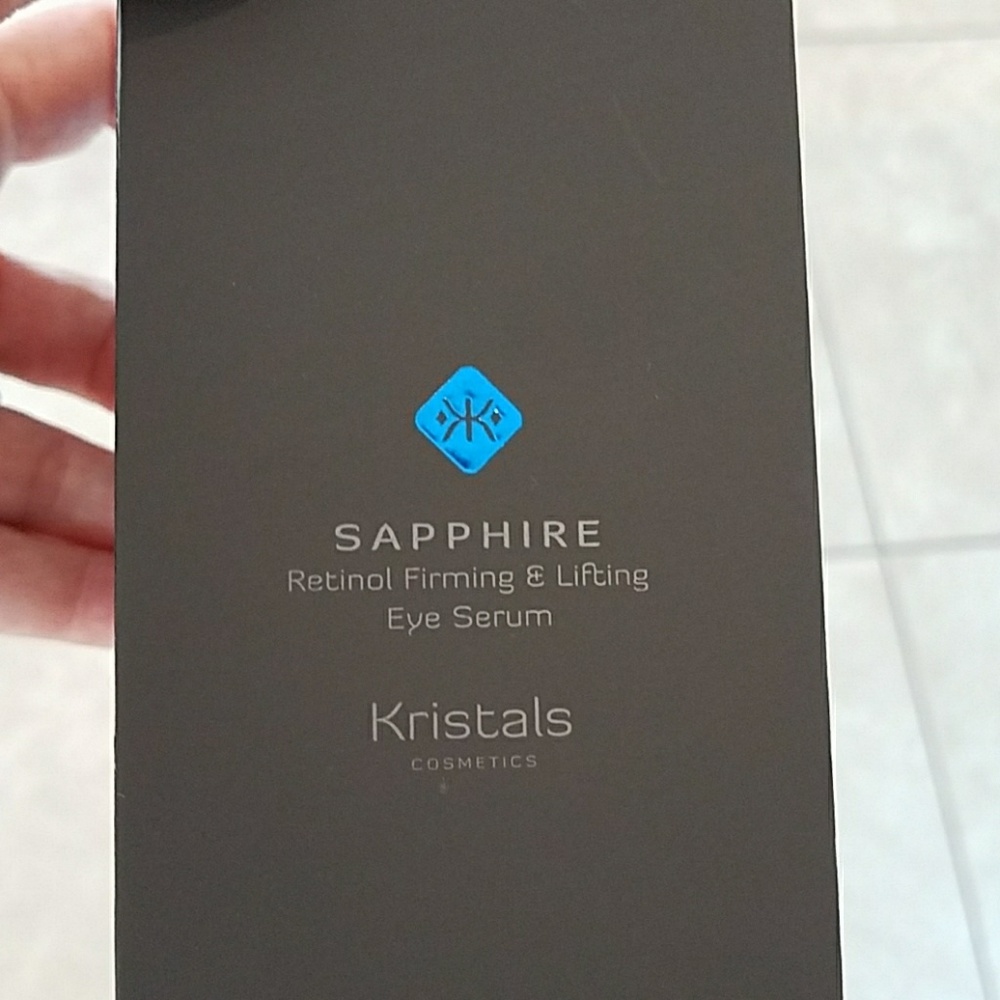 SAPPHIRE
Retinol Firming & Lifting
Eye Serum
Kristals
COSMETICS